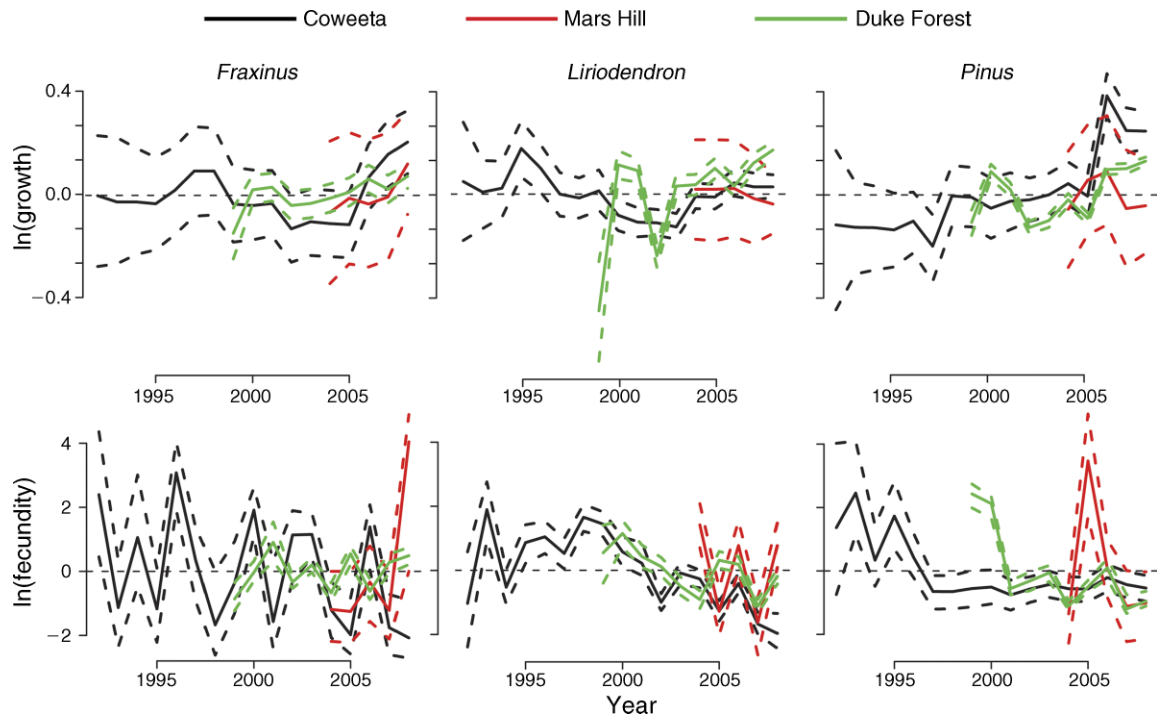 Coweeta Mars Hill Duke Forest
Fraxinus Liriodendron Pinus
ln(growth)
0.4
0.0
−0.4
1995 2000 2005 1995 2000 2005 1995 2000 2005
ln(fecundity)
4
2
0
−2
1995 2000 2005 1995 2000 2005 1995 2000 2005
Year